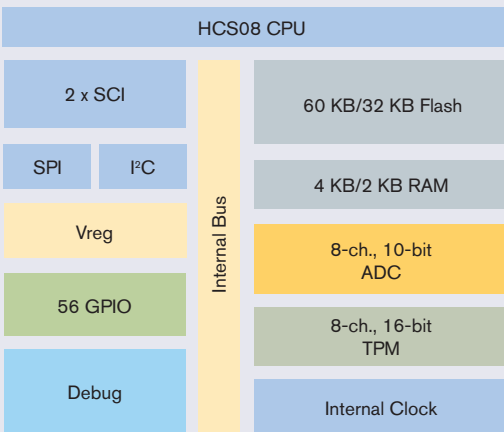 HCS08 CPU
2 x SCI
SPI
I²C
Vreg
56 GPIO
Debug
Internal Bus
60 KB/32 KB Flash
4 KB/2 KB RAM
8-ch., 10-bit
ADC
8-ch., 16-bit
TPM
Internal Clock